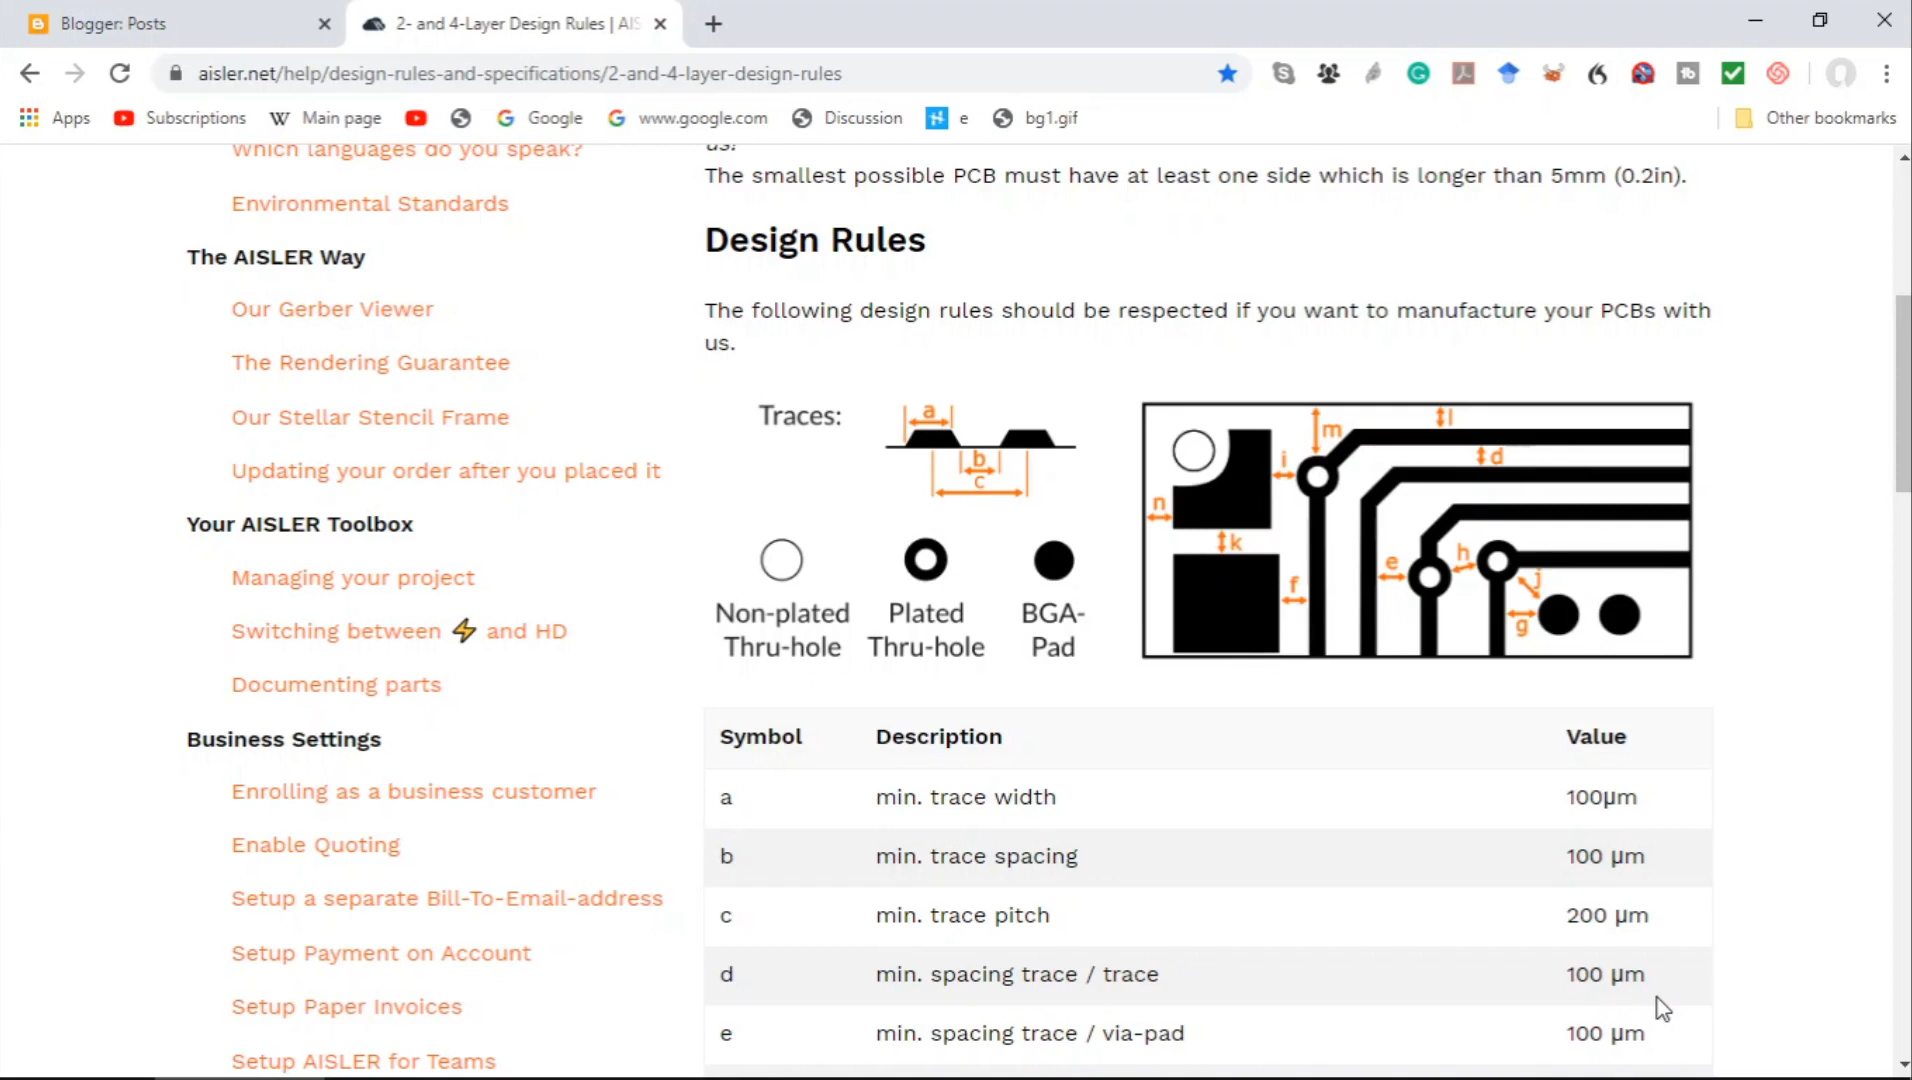 Blogger: Posts
2- and 4-Layer Design Rules | AIS
aisler.net/help/design-rules-and-specifications/2-and-4-layer-design-rules
Apps
Subscriptions
Main page
Google
www.google.com
Discussion
e
bg1.gif
Other bookmarks
Which languages do you speak?
Environmental Standards
The AISLER Way
Our Gerber Viewer
The Rendering Guarantee
Our Stellar Stencil Frame
Updating your order after you placed it
Your AISLER Toolbox
Managing your project
Switching between ⚡ and HD
Documenting parts
Business Settings
Enrolling as a business customer
Enable Quoting
Setup a separate Bill-To-Email-address
Setup Payment on Account
Setup Paper Invoices
Setup AISLER for Teams
us!
The smallest possible PCB must have at least one side which is longer than 5mm (0.2in).
Design Rules
The following design rules should be respected if you want to manufacture your PCBs with
us.
Traces:
a
b
c
Non-plated
Thru-hole
Plated
Thru-hole
BGA-
Pad
m
l
i
d
n
k
e
h
f
j
g
Symbol Description Value
a min. trace width 100µm
b min. trace spacing 100 µm
c min. trace pitch 200 µm
d min. spacing trace / trace 100 µm
e min. spacing trace / via-pad 100 µm